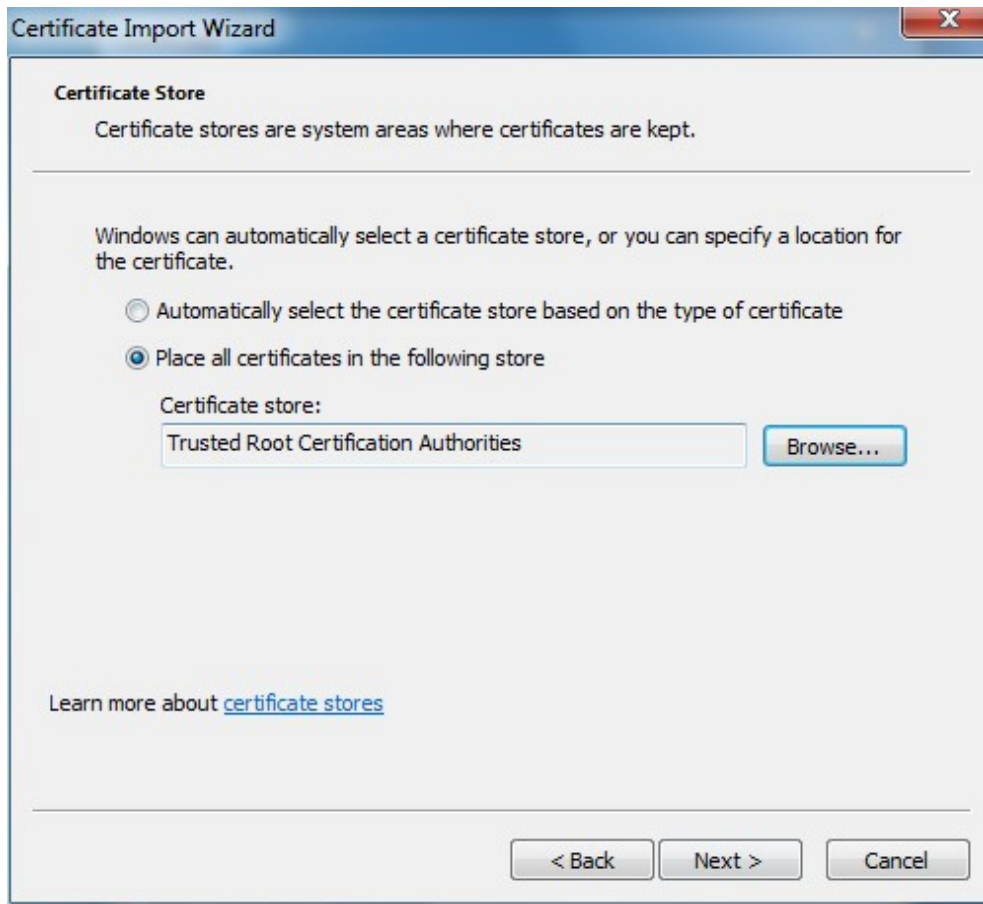 Certificate Import Wizard
Certificate Store
Certificate stores are system areas where certificates are kept.
Windows can automatically select a certificate store, or you can specify a location for
the certificate.
Automatically select the certificate store based on the type of certificate
Place all certificates in the following store
Certificate store:
Trusted Root Certification Authorities
Browse...
Learn more about certificate stores
< Back
Next >
Cancel